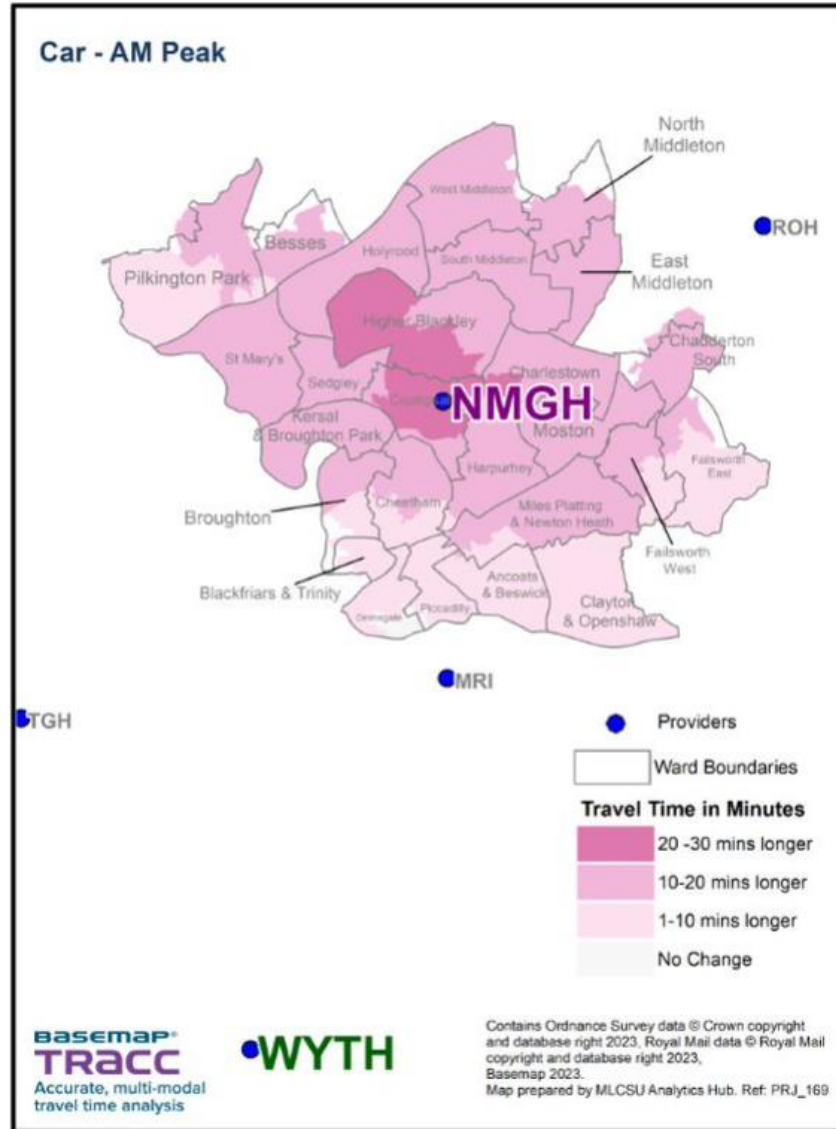 Car - AM Peak
North
Middleton
West Middleton
ROH
Besses
Holyrood
South Middleton
East
Middleton
Pilkington Park
Higher Blackley
Chadderton
South
St Mary's
Charlestown
Sedgley
NMGH
Kersal
& Broughton Park
Moston
Harpurhey
Failsworth
East
Broughton
Cheetham
Miles Platting
& Newton Heath
Failsworth
West
Blackfriars & Trinity
Ancoats
& Beswick
Piccadilly
Clayton
& Openshaw
Deansgate
MRI
TGH
Providers
Ward Boundaries
Travel Time in Minutes
20 -30 mins longer
10-20 mins longer
1-10 mins longer
No Change
BASEMAP®
TRACC
Accurate, multi-modal
travel time analysis
WYTH
Contains Ordnance Survey data © Crown copyright
and database right 2023, Royal Mail data © Royal Mail
copyright and database right 2023,
Basemap 2023.
Map prepared by MLCSU Analytics Hub. Ref: PRJ_169